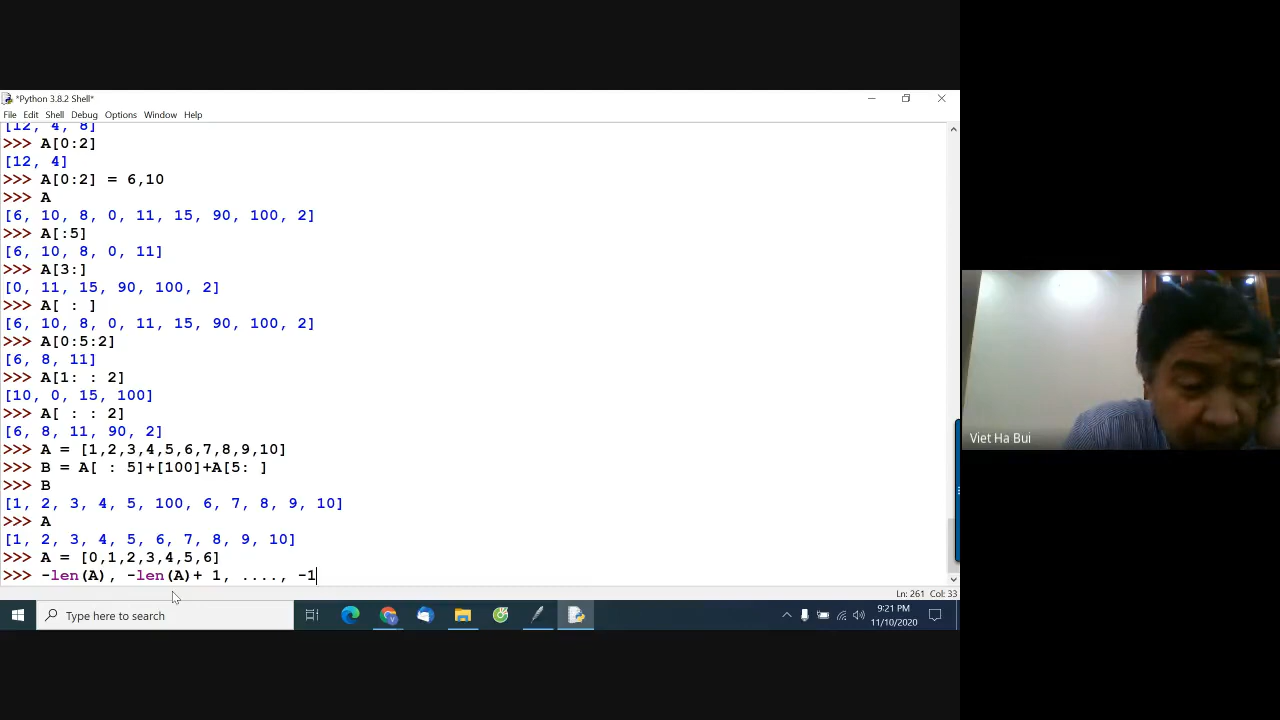 *Python 3.8.2 Shell*
File Edit Shell Debug Options Window Help
[12, 4, 8]
>>> A[0:2]
[12, 4]
>>> A[0:2] = 6,10
>>> A
[6, 10, 8, 0, 11, 15, 90, 100, 2]
>>> A[:5]
[6, 10, 8, 0, 11]
>>> A[3:]
[0, 11, 15, 90, 100, 2]
>>> A[ : ]
[6, 10, 8, 0, 11, 15, 90, 100, 2]
>>> A[0:5:2]
[6, 8, 11]
>>> A[1: : 2]
[10, 0, 15, 100]
>>> A[ : : 2]
[6, 8, 11, 90, 2]
>>> A = [1,2,3,4,5,6,7,8,9,10]
>>> B = A[ : 5]+[100]+A[5: ]
>>> B
[1, 2, 3, 4, 5, 100, 6, 7, 8, 9, 10]
>>> A
[1, 2, 3, 4, 5, 6, 7, 8, 9, 10]
>>> A = [0,1,2,3,4,5,6]
>>> -len(A), -len(A)+ 1, ...., -1
Ln: 261 Col: 33
Type here to search
9:21 PM
11/10/2020
Viet Ha Bui